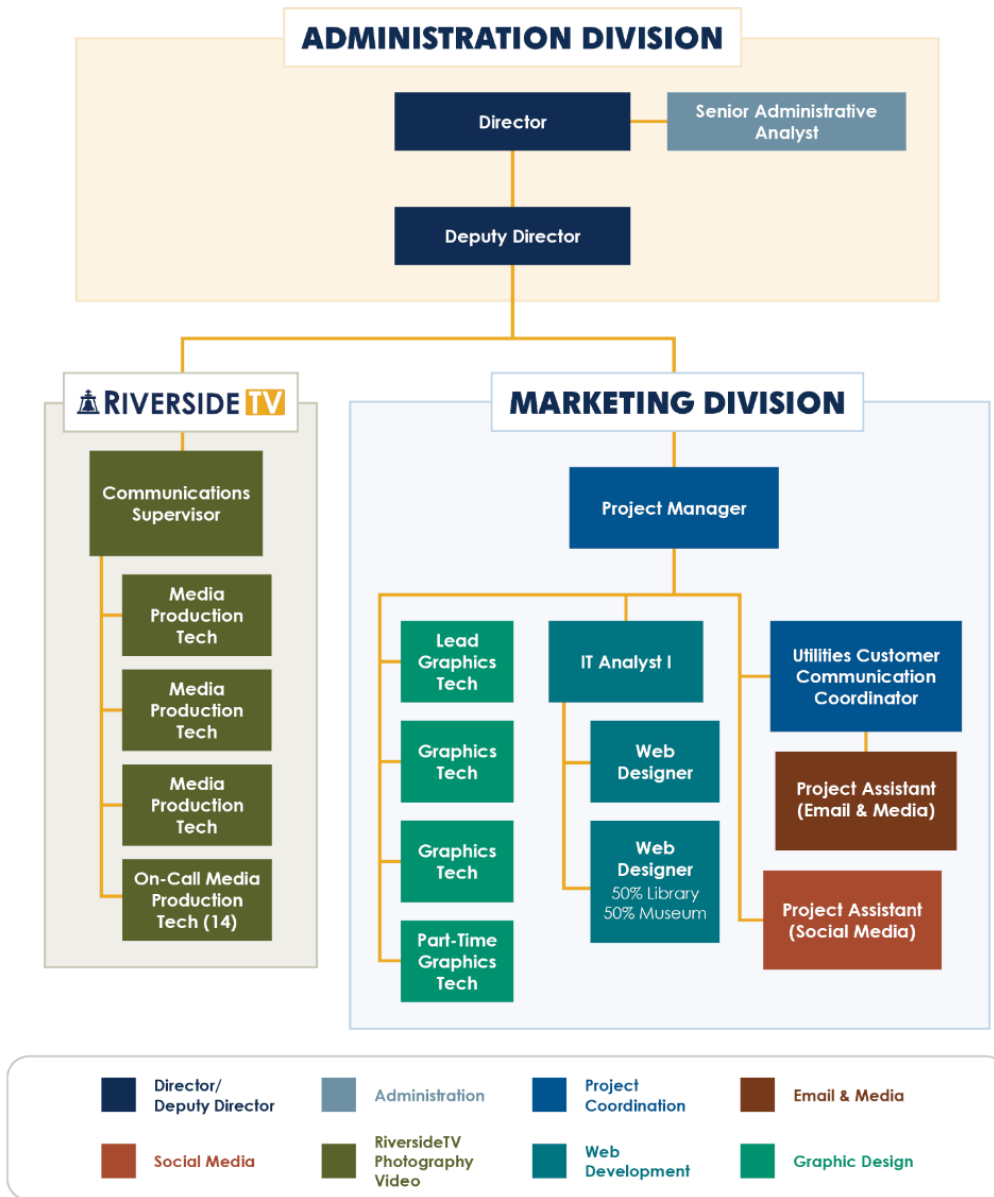 ADMINISTRATION DIVISION
Director
Senior Administrative
Analyst
Deputy Director
RIVERSIDE TV
Communications
Supervisor
Media
Production
Tech
Media
Production
Tech
Media
Production
Tech
On-Call Media
Production
Tech (14)
MARKETING DIVISION
Project Manager
Lead
Graphics
Tech
Graphics
Tech
Graphics
Tech
Part-Time
Graphics
Tech
IT Analyst I
Web
Designer
Web
Designer
50% Library
50% Museum
Utilities Customer
Communication
Coordinator
Project Assistant
(Email & Media)
Project Assistant
(Social Media)
Director/
Deputy Director
Administration
Project
Coordination
Email & Media
Social Media
RiversideTV
Photography
Video
Web
Development
Graphic Design